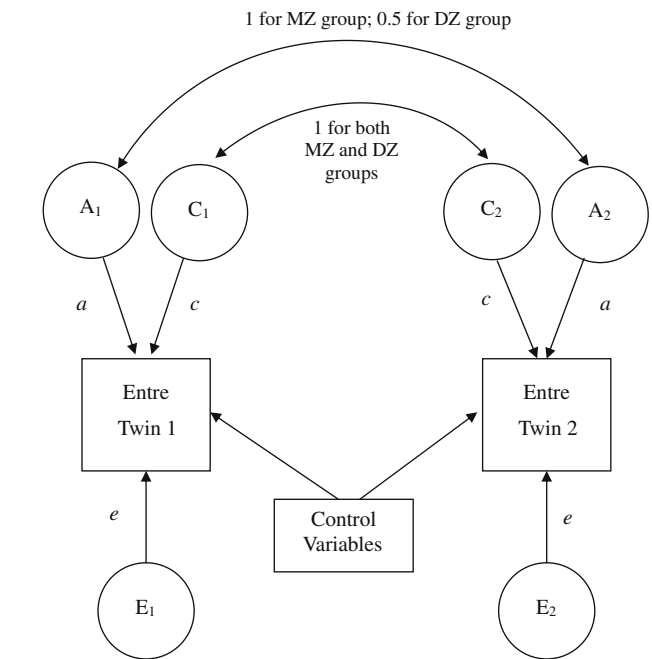 1 for MZ group; 0.5 for DZ group
1 for both
MZ and DZ
groups
A1
C1
C2
A2
a
c
c
a
Entre
Twin 1
Entre
Twin 2
e
Control
Variables
e
E1
E2